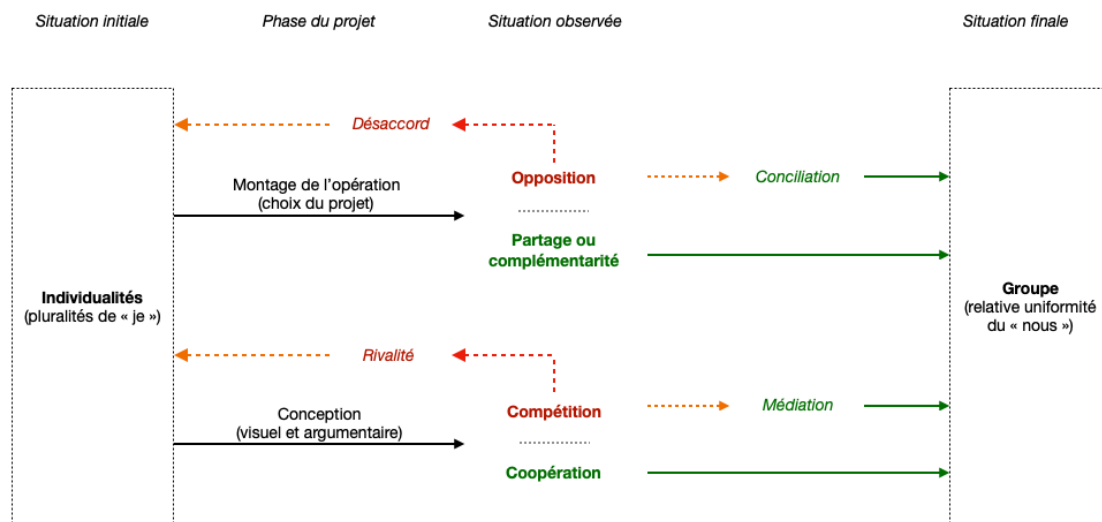 Situation initiale
Phase du projet
Situation observée
Situation finale
Désaccord
Montage de l’opération
(choix du projet)
Opposition
Conciliation
Partage ou
complémentarité
Individualités
(pluralités de « je »)
Groupe
(relative uniformité
du « nous »)
Rivalité
Conception
(visuel et argumentaire)
Compétition
Médiation
Coopération